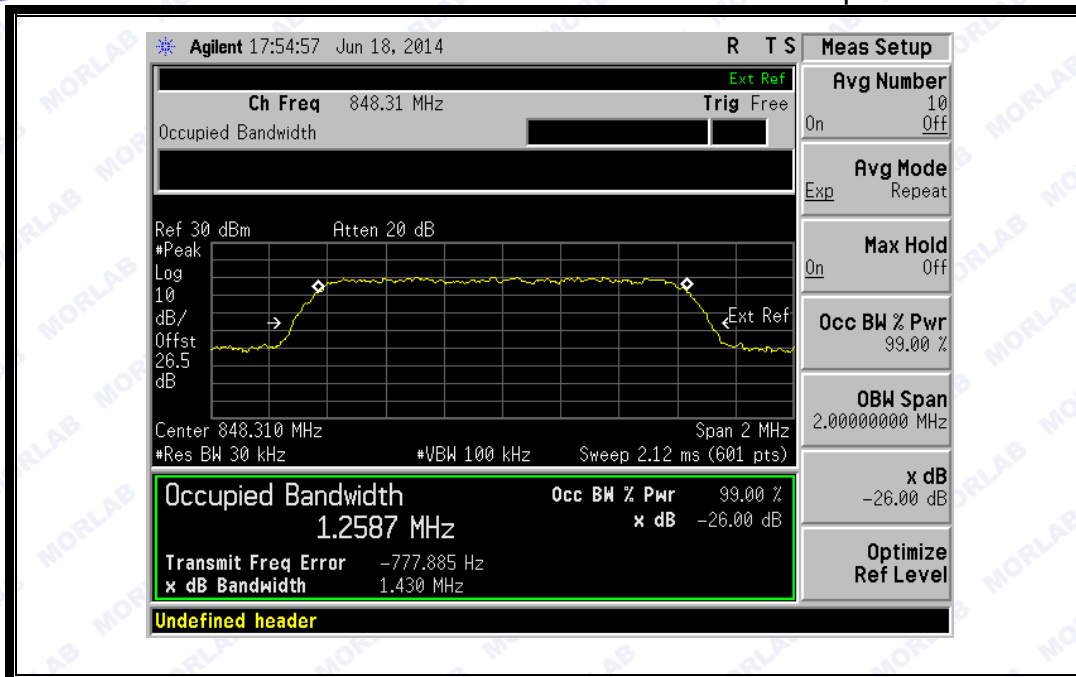 Agilent 17:54:57 Jun 18, 2014 R T S
Meas Setup
Ext Ref
Ch Freq 848.31 MHz Trig Free
Occupied Bandwidth
Ref 30 dBm Atten 20 dB
#Peak
Log
10
dB/
Offst
26.5
dB
Ext Ref
Center 848.310 MHz Span 2 MHz
#Res BW 30 kHz #VBW 100 kHz Sweep 2.12 ms (601 pts)
Occupied Bandwidth Occ BW % Pwr 99.00 %
1.2587 MHz x dB -26.00 dB
Transmit Freq Error -777.885 Hz
x dB Bandwidth 1.430 MHz
Undefined header
Avg Number
10
On Off
Avg Mode
Exp Repeat
Max Hold
On Off
Occ BW % Pwr
99.00 %
OBW Span
2.00000000 MHz
x dB
-26.00 dB
Optimize
Ref Level
MORLAB